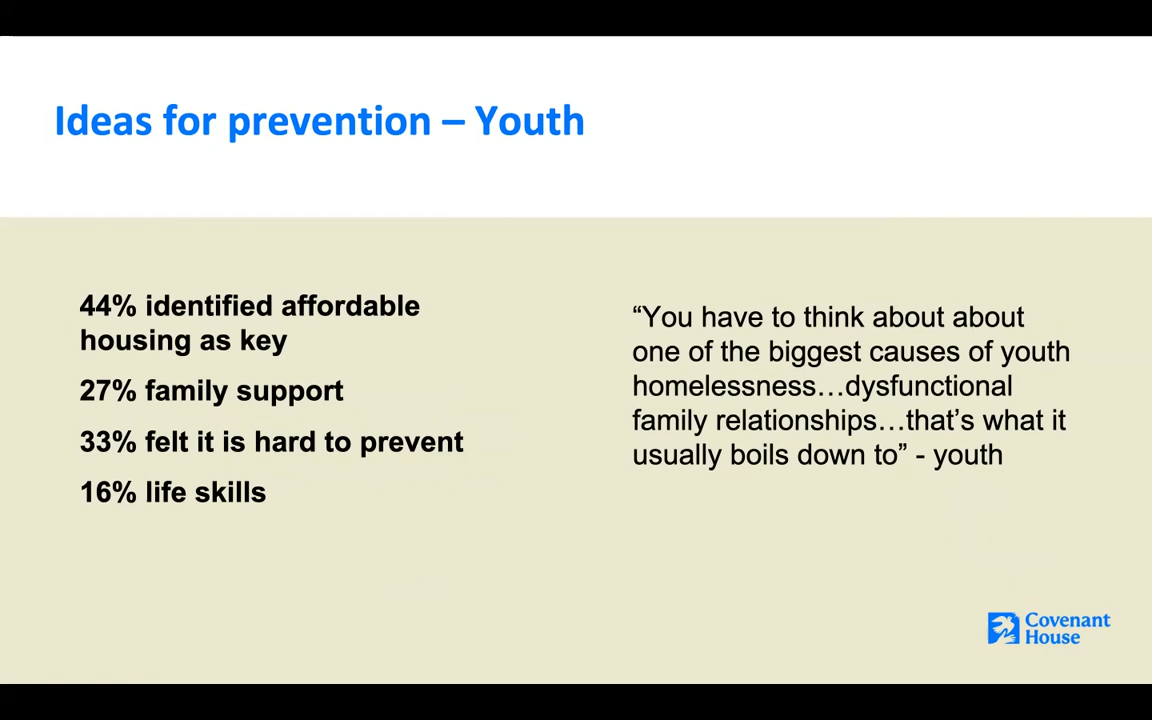 Ideas for prevention – Youth
44% identified affordable
housing as key
27% family support
33% felt it is hard to prevent
16% life skills
“You have to think about about
one of the biggest causes of youth
homelessness…dysfunctional
family relationships…that’s what it
usually boils down to” - youth
Covenant
House